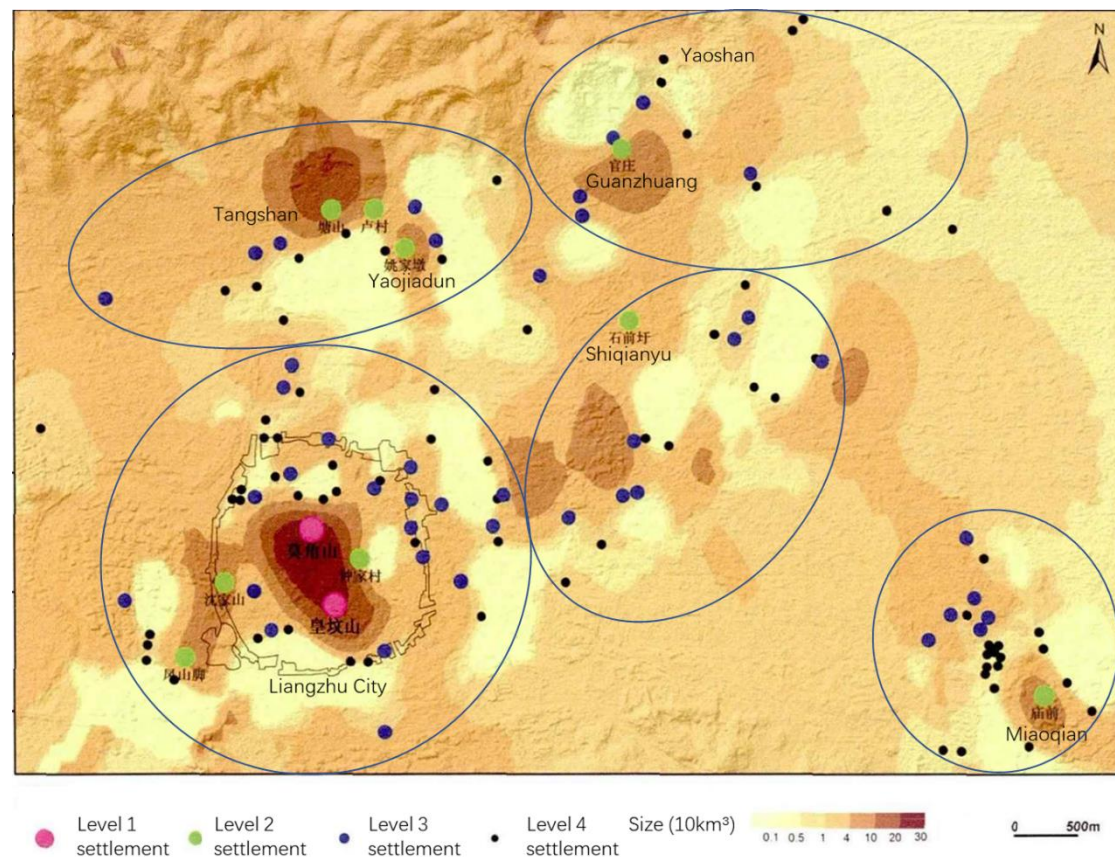 N
Yaoshan
官庄
Guanzhuang
Tangshan
塘山
卢村
姚家墩
Yaojiadun
石前圩
Shiqianyu
莫角山
钟家村
沈家山
皇坟山
凤山脚
Liangzhu City
庙前
Miaoqian
Level 1 settlement
Level 2 settlement
Level 3 settlement
Level 4 settlement
Size (10km³)
0.1 0.5 1 4 10 20 30
0 500m